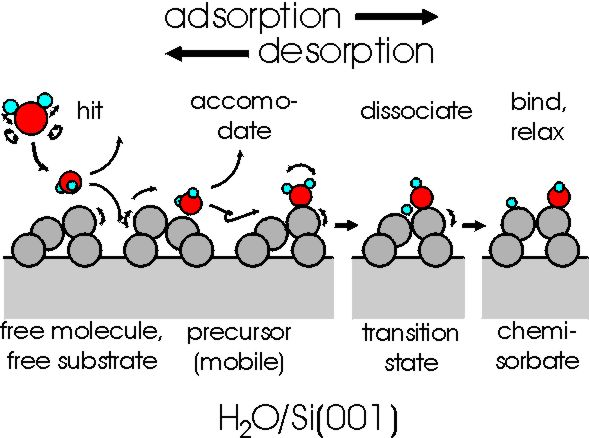 adsorption
desorption
hit
accomo-
date
dissociate
bind,
relax
free molecule,
free substrate
precursor
(mobile)
transition
state
chemi-
sorbate
H₂O/Si(001)